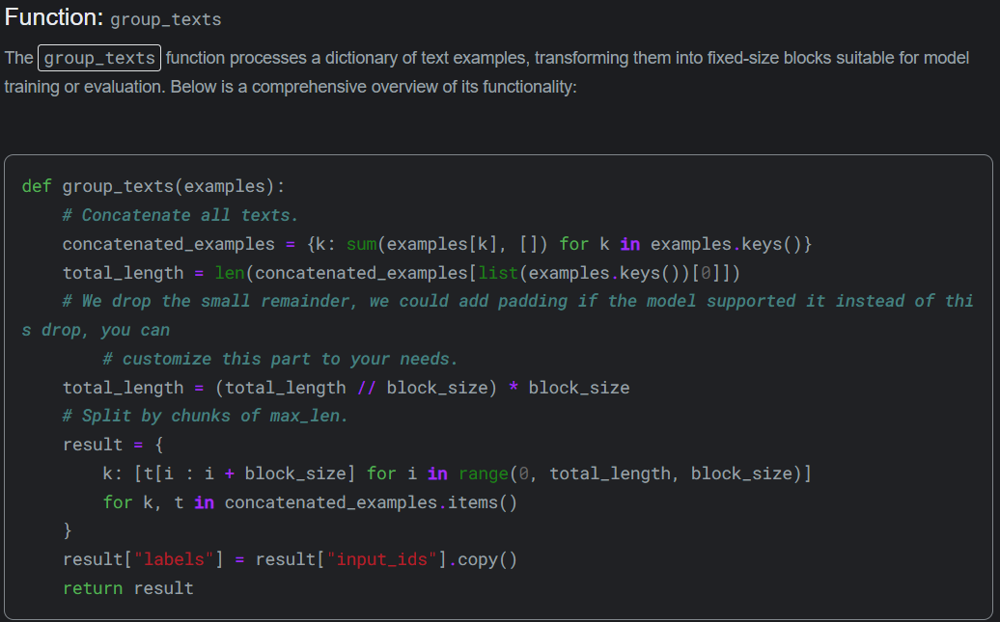 Function: group_texts
The group_texts function processes a dictionary of text examples, transforming them into fixed-size blocks suitable for model
training or evaluation. Below is a comprehensive overview of its functionality:
def group_texts(examples):
    # Concatenate all texts.
    concatenated_examples = {k: sum(examples[k], []) for k in examples.keys()}
    total_length = len(concatenated_examples[list(examples.keys())[0]])
    # We drop the small remainder, we could add padding if the model supported it instead of thi
s drop, you can
        # customize this part to your needs.
    total_length = (total_length // block_size) * block_size
    # Split by chunks of max_len.
    result = {
        k: [t[i : i + block_size] for i in range(0, total_length, block_size)]
        for k, t in concatenated_examples.items()
    }
    result["labels"] = result["input_ids"].copy()
    return result